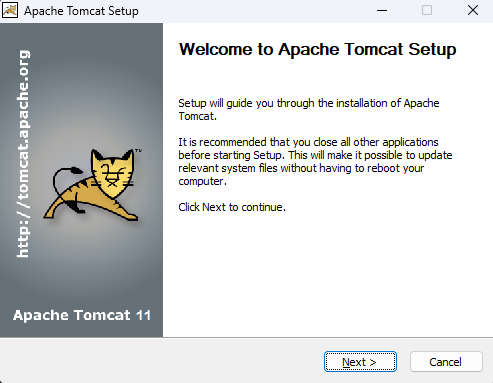 Apache Tomcat Setup
http://tomcat.apache.org
™
Apache Tomcat 11
Welcome to Apache Tomcat Setup
Setup will guide you through the installation of Apache
Tomcat.
It is recommended that you close all other applications
before starting Setup. This will make it possible to update
relevant system files without having to reboot your
computer.
Click Next to continue.
Next >
Cancel